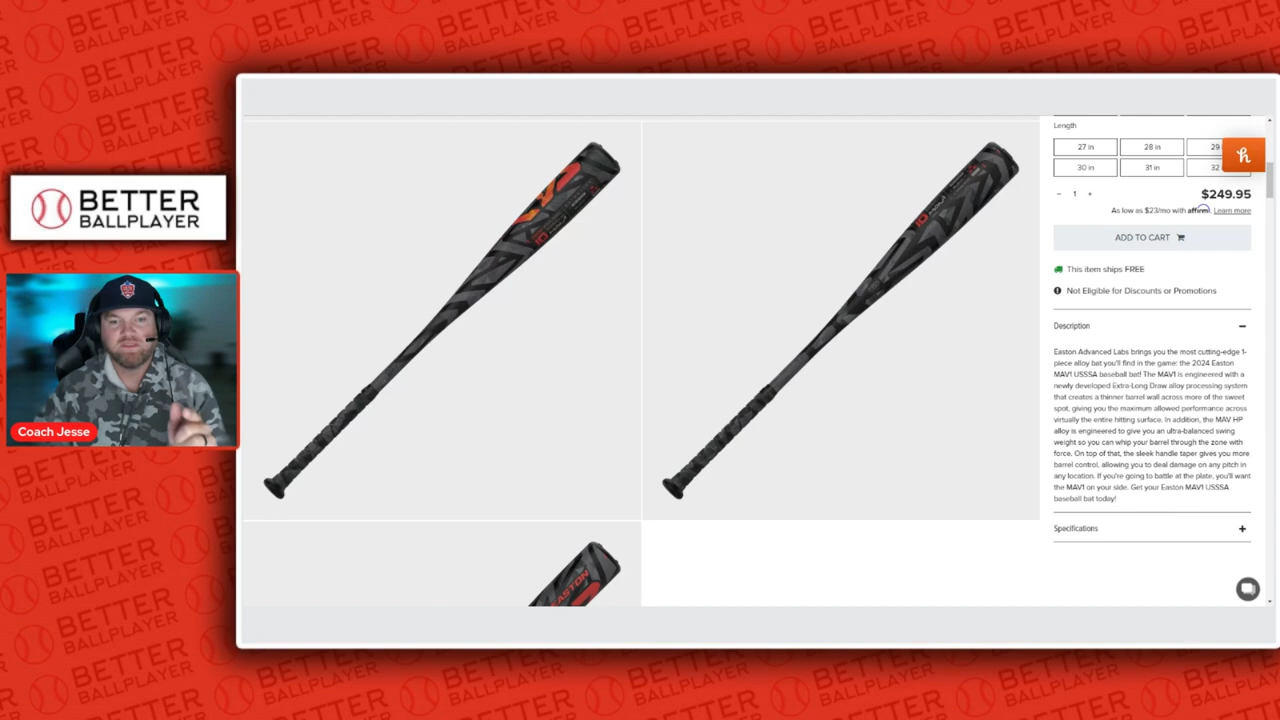 BETTER
BALLPLAYER
Coach Jesse
Length
27 in
28 in
29
30 in
31 in
32
− 1 +
$249.95
As low as $23/mo with affirm. Learn more
ADD TO CART
This item ships FREE
Not Eligible for Discounts or Promotions
Description
Easton Advanced Labs brings you the most cutting-edge 1-
piece alloy bat you'll find in the game: the 2024 Easton
MAV1 USSSA baseball bat! The MAV1 is engineered with a
newly developed Extra-Long Draw alloy processing system
that creates a thinner barrel wall across more of the sweet
spot, giving you the maximum allowed performance across
virtually the entire hitting surface. In addition, the MAV HP
alloy is engineered to give you an ultra-balanced swing
weight so you can whip your barrel through the zone with
force. On top of that, the sleek handle taper gives you more
barrel control, allowing you to deal damage on any pitch in
any location. If you're going to battle at the plate, you'll want
the MAV1 on your side. Get your Easton MAV1 USSSA
baseball bat today!
Specifications
+
10
10
EASTON